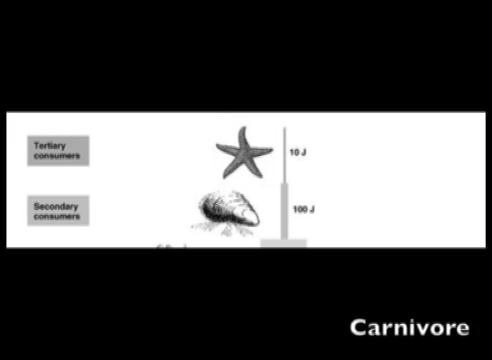 Tertiary
consumers
10 J
Secondary
consumers
100 J
Carnivore